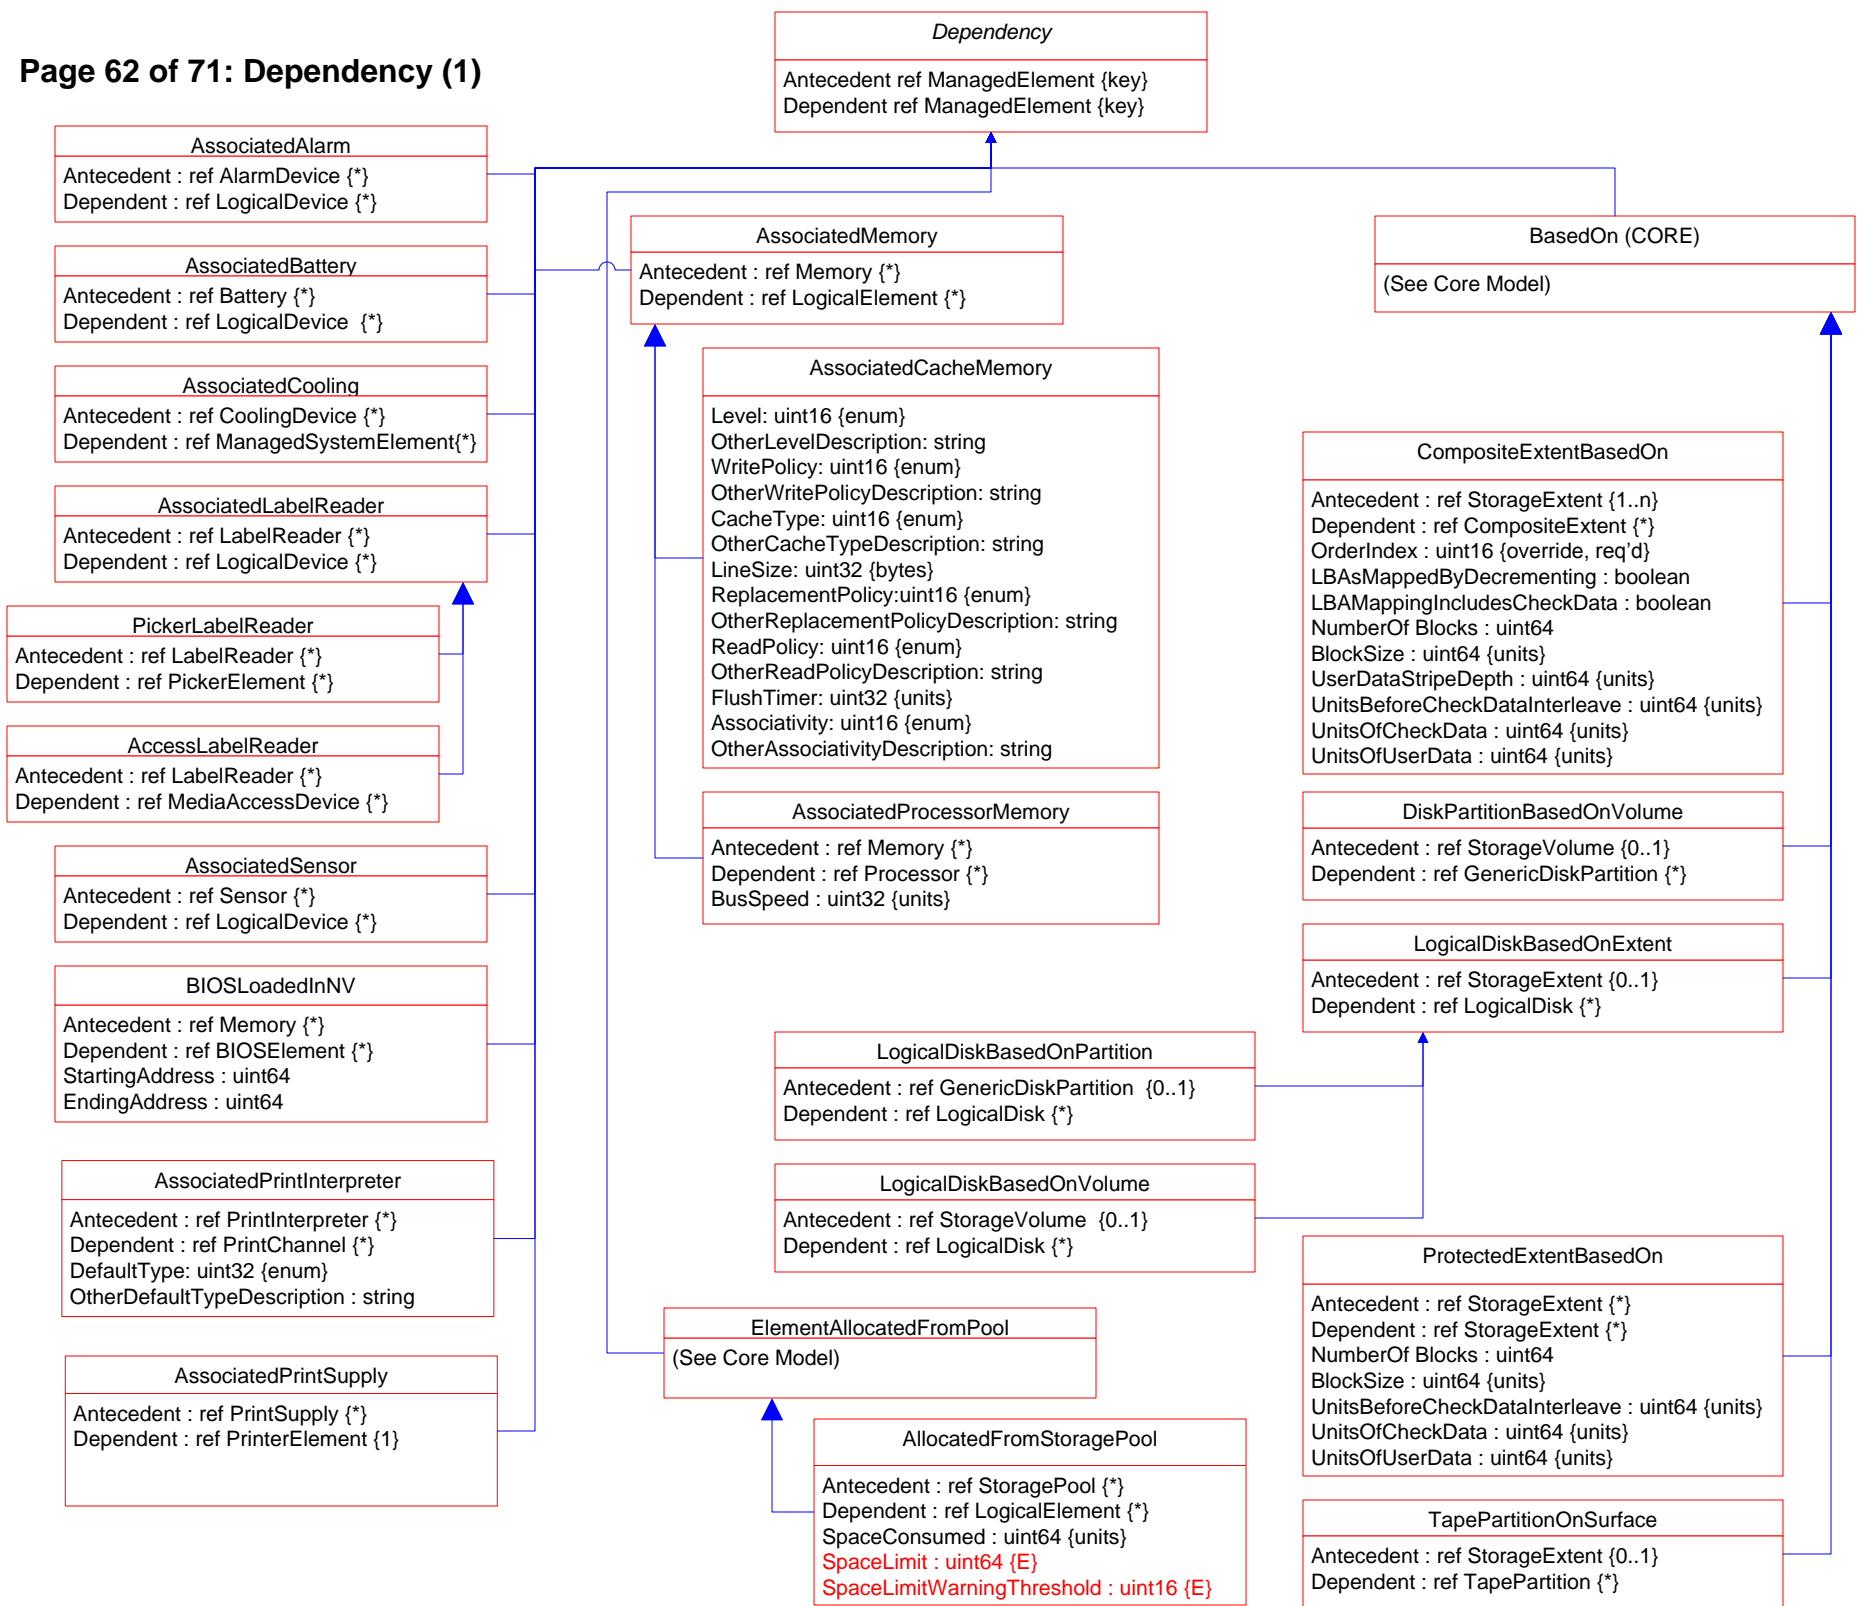 Page 62 of 71: Dependency (1)
Dependency
Antecedent ref ManagedElement {key}
Dependent ref ManagedElement {key}
AssociatedAlarm
Antecedent : ref AlarmDevice {*}
Dependent : ref LogicalDevice {*}
AssociatedBattery
Antecedent : ref Battery {*}
Dependent : ref LogicalDevice  {*}
AssociatedCooling
Antecedent : ref CoolingDevice {*}
Dependent : ref ManagedSystemElement{*}
AssociatedLabelReader
Antecedent : ref LabelReader {*}
Dependent : ref LogicalDevice {*}
PickerLabelReader
Antecedent : ref LabelReader {*}
Dependent : ref PickerElement {*}
AccessLabelReader
Antecedent : ref LabelReader {*}
Dependent : ref MediaAccessDevice {*}
AssociatedSensor
Antecedent : ref Sensor {*}
Dependent : ref LogicalDevice {*}
BIOSLoadedInNV
Antecedent : ref Memory {*}
Dependent : ref BIOSElement {*}
StartingAddress : uint64
EndingAddress : uint64
AssociatedPrintInterpreter
Antecedent : ref PrintInterpreter {*}
Dependent : ref PrintChannel {*}
DefaultType: uint32 {enum}
OtherDefaultTypeDescription : string
AssociatedPrintSupply
Antecedent : ref PrintSupply {*}
Dependent : ref PrinterElement {1}
AssociatedMemory
Antecedent : ref Memory {*}
Dependent : ref LogicalElement {*}
AssociatedCacheMemory
Level: uint16 {enum}
OtherLevelDescription: string
WritePolicy: uint16 {enum}
OtherWritePolicyDescription: string
CacheType: uint16 {enum}
OtherCacheTypeDescription: string
LineSize: uint32 {bytes}
ReplacementPolicy:uint16 {enum}
OtherReplacementPolicyDescription: string
ReadPolicy: uint16 {enum}
OtherReadPolicyDescription: string
FlushTimer: uint32 {units}
Associativity: uint16 {enum}
OtherAssociativityDescription: string
AssociatedProcessorMemory
Antecedent : ref Memory {*}
Dependent : ref Processor {*}
BusSpeed : uint32 {units}
LogicalDiskBasedOnPartition
Antecedent : ref GenericDiskPartition  {0..1}
Dependent : ref LogicalDisk {*}
LogicalDiskBasedOnVolume
Antecedent : ref StorageVolume  {0..1}
Dependent : ref LogicalDisk {*}
ElementAllocatedFromPool
(See Core Model)
AllocatedFromStoragePool
Antecedent : ref StoragePool {*}
Dependent : ref LogicalElement {*}
SpaceConsumed : uint64 {units}
SpaceLimit : uint64 {E}
SpaceLimitWarningThreshold : uint16 {E}
BasedOn (CORE)
(See Core Model)
CompositeExtentBasedOn
Antecedent : ref StorageExtent {1..n}
Dependent : ref CompositeExtent {*}
OrderIndex : uint16 {override, req’d}
LBAsMappedByDecrementing : boolean
LBAMappingIncludesCheckData : boolean
NumberOf Blocks : uint64
BlockSize : uint64 {units}
UserDataStripeDepth : uint64 {units}
UnitsBeforeCheckDataInterleave : uint64 {units}
UnitsOfCheckData : uint64 {units}
UnitsOfUserData : uint64 {units}
DiskPartitionBasedOnVolume
Antecedent : ref StorageVolume {0..1}
Dependent : ref GenericDiskPartition {*}
LogicalDiskBasedOnExtent
Antecedent : ref StorageExtent {0..1}
Dependent : ref LogicalDisk {*}
ProtectedExtentBasedOn
Antecedent : ref StorageExtent {*}
Dependent : ref StorageExtent {*}
NumberOf Blocks : uint64
BlockSize : uint64 {units}
UnitsBeforeCheckDataInterleave : uint64 {units}
UnitsOfCheckData : uint64 {units}
UnitsOfUserData : uint64 {units}
TapePartitionOnSurface
Antecedent : ref StorageExtent {0..1}
Dependent : ref TapePartition {*}